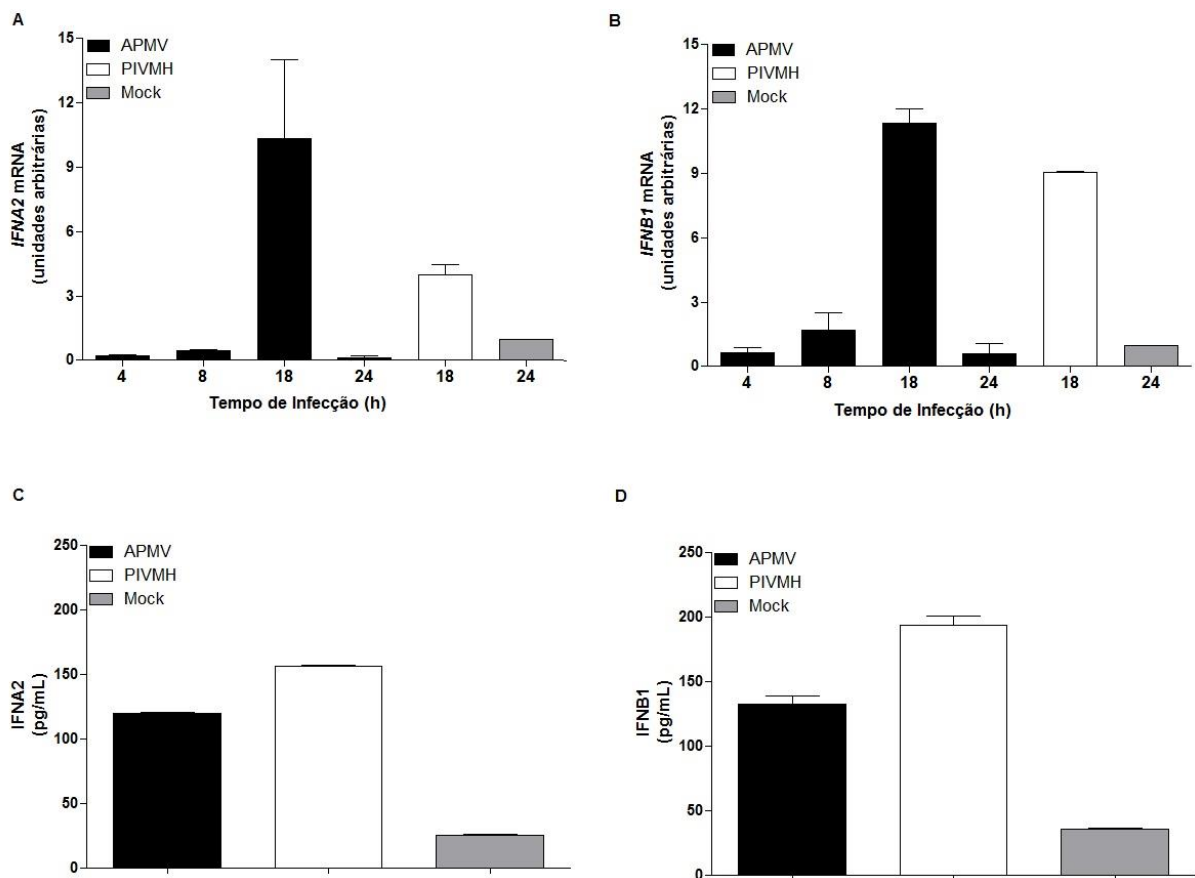 A
APMV
PIVMH
Mock
15
12
9
6
3
0
IFNA2 mRNA
(unidades arbitrárias)
4 8 18 24 18 24
Tempo de Infecção (h)
B
APMV
PIVMH
Mock
15
12
9
6
3
0
IFNB1 mRNA
(unidades arbitrárias)
4 8 18 24 18 24
Tempo de Infecção (h)
C
APMV
PIVMH
Mock
250
200
150
100
50
0
IFNA2
(pg/mL)
D
APMV
PIVMH
Mock
250
200
150
100
50
0
IFNB1
(pg/mL)